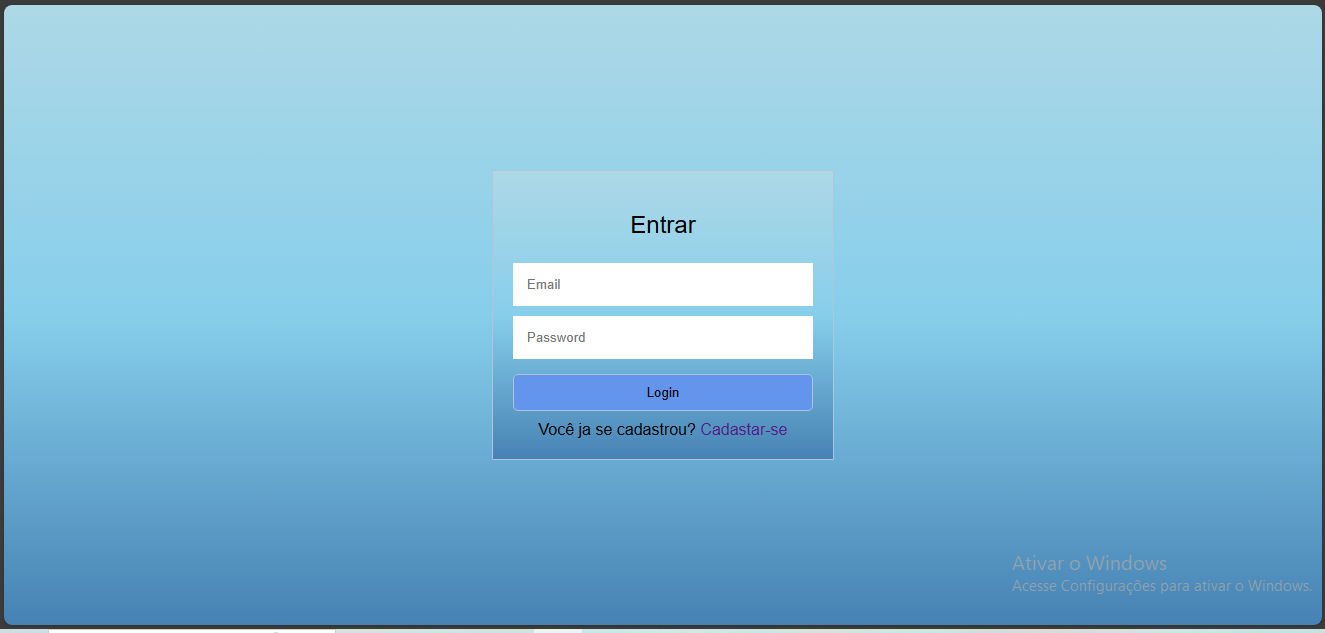 Entrar
Email
Password
Login
Você ja se cadastrou? Cadastar-se
Ativar o Windows
Acesse Configurações para ativar o Windows.